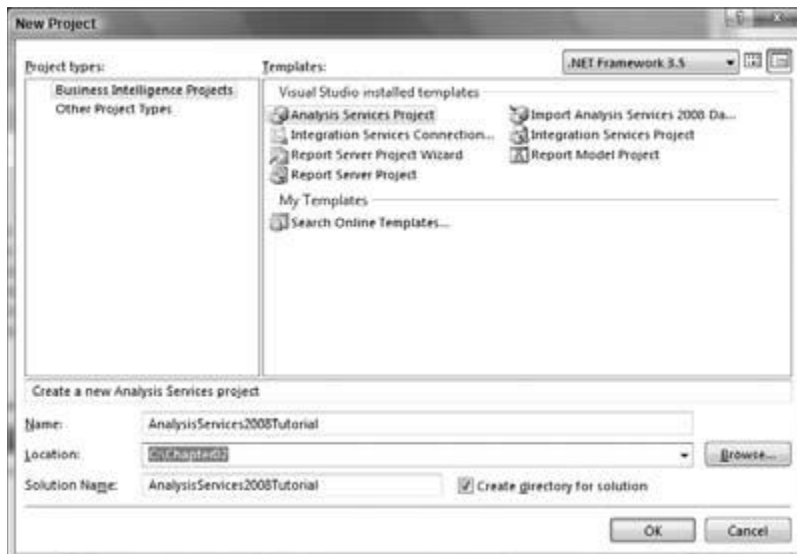 New Project
Project types:
Templates:
.NET Framework 3.5
Business Intelligence Projects
Other Project Types
Visual Studio installed templates
Analysis Services Project
Import Analysis Services 2008 Da...
Integration Services Connection...
Integration Services Project
Report Server Project Wizard
Report Model Project
Report Server Project
My Templates
Search Online Templates...
Create a new Analysis Services project
Name:
AnalysisServices2008Tutorial
Location:
C:\Chapter02
Browse...
Solution Name:
AnalysisServices2008Tutorial
Create directory for solution
OK
Cancel